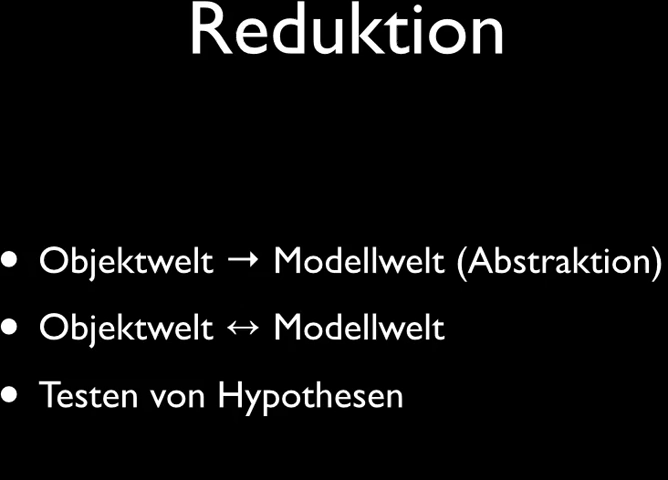 Reduktion
• Objektwelt → Modellwelt (Abstraktion)
• Objektwelt ↔ Modellwelt
• Testen von Hypothesen